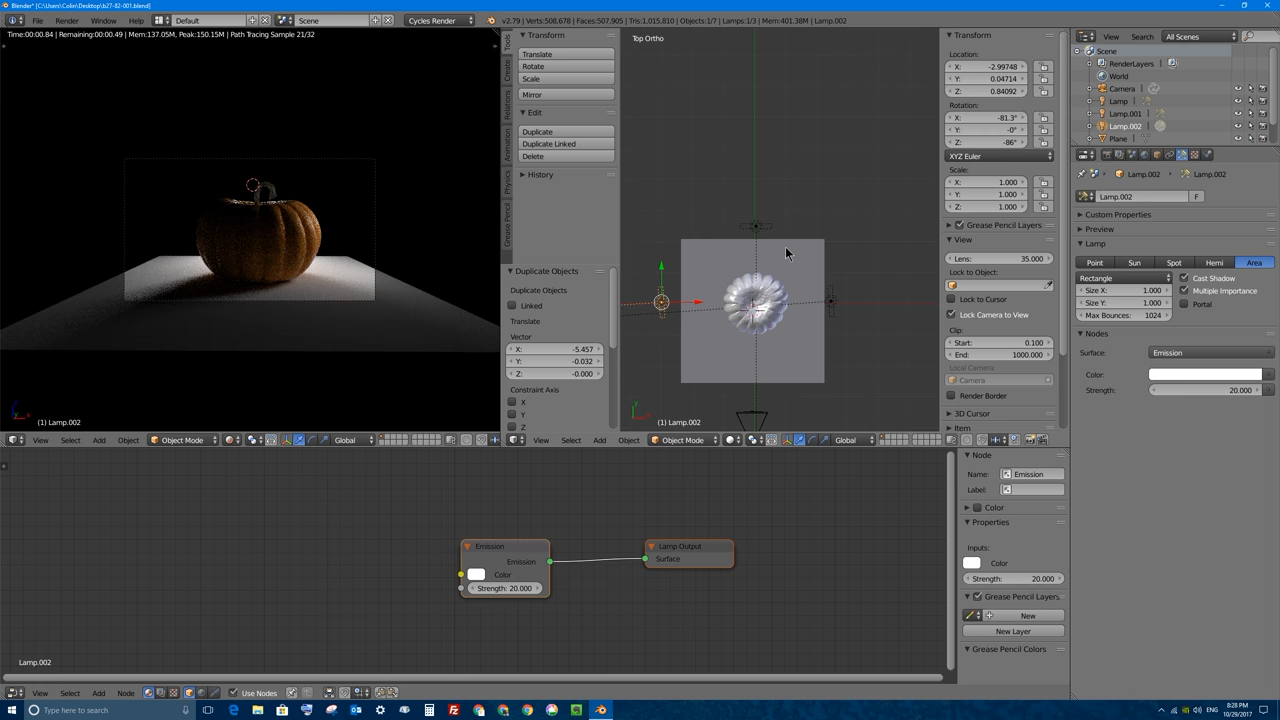 Blender* [C:\Users\Colin\Desktop\b27-82-001.blend]
File Render Window Help Default Scene Cycles Render v2.79 | Verts:508,678 | Faces:507,905 | Tris:1,015,810 | Objects:1/7 | Lamps:1/3 | Mem:401.38M | Lamp.002
Time:00:00.84 | Remaining:00:00.49 | Mem:137.05M, Peak:150.15M | Path Tracing Sample 21/32
(1) Lamp.002
View Select Add Object Object Mode Global
Tools
Create
Relations
Animation
Physics
Grease Pencil
Transform
Translate
Rotate
Scale
Mirror
Edit
Duplicate
Duplicate Linked
Delete
History
Duplicate Objects
Duplicate Objects
Linked
Translate
Vector
X: -5.457
Y: -0.032
Z: -0.000
Constraint Axis
X
Y
Z
Top Ortho
(1) Lamp.002
View Select Add Object Object Mode Global
Transform
Location:
X: -2.99748
Y: 0.04714
Z: 0.84092
Rotation:
X: -81.3°
Y: -0°
Z: -86°
XYZ Euler
Scale:
X: 1.000
Y: 1.000
Z: 1.000
Grease Pencil Layers
View
Lens: 35.000
Lock to Object:
Lock to Cursor
Lock Camera to View
Clip:
Start: 0.100
End: 1000.000
Local Camera:
Camera
Render Border
3D Cursor
Item
View Search All Scenes
Scene
RenderLayers
World
Camera
Lamp
Lamp.001
Lamp.002
Plane
Lamp.002 Lamp.002
Lamp.002 F
Custom Properties
Preview
Lamp
Point Sun Spot Hemi Area
Rectangle Cast Shadow
Size X: 1.000 Multiple Importance
Size Y: 1.000 Portal
Max Bounces: 1024
Nodes
Surface: Emission
Color:
Strength: 20.000
Emission
Emission
Color
Strength: 20.000
Lamp Output
Surface
Lamp.002
View Select Add Node Use Nodes
Node
Name: Emission
Label:
Color
Properties
Inputs:
Color
Strength: 20.000
Grease Pencil Layers
New
New Layer
Grease Pencil Colors
Type here to search
8:28 PM
10/29/2017